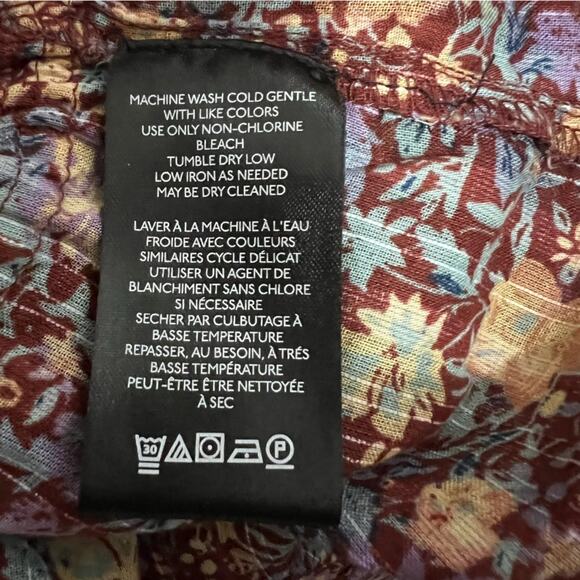 MACHINE WASH COLD GENTLE
WITH LIKE COLORS
USE ONLY NON-CHLORINE
BLEACH
TUMBLE DRY LOW
LOW IRON AS NEEDED
MAY BE DRY CLEANED
LAVER À LA MACHINE À L'EAU
FROIDE AVEC COULEURS
SIMILAIRES CYCLE DÉLICAT
UTILISER UN AGENT DE
BLANCHIMENT SANS CHLORE
SI NÉCESSAIRE
SECHER PAR CULBUTAGE À
BASSE TEMPÉRATURE
REPASSER, AU BESOIN, À TRÉS
BASSE TEMPÉRATURE
PEUT-ÊTRE ÊTRE NETTOYÉE
À SEC
30 P